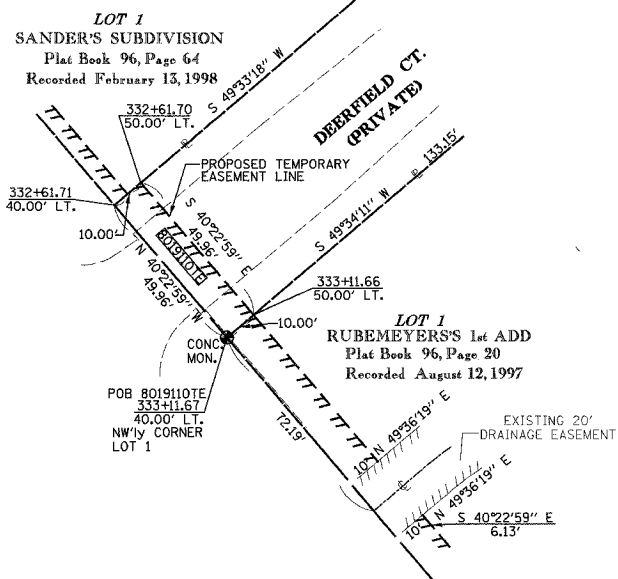 LOT 1
SANDER'S SUBDIVISION
Plat Book 96, Page 64
Recorded February 13, 1998
332+61.70
50.00' LT.
S 49°33'18" W
DEERFIELD CT.
(PRIVATE)
133.15'
PROPOSED TEMPORARY
EASEMENT LINE
332+61.71
40.00' LT.
10.00'
S 40°22'59" E
49.96'
8019110TE
N 40°22'59" W
49.96'
S 49°34'11" W
333+11.66
50.00' LT.
10.00'
LOT 1
RUBEMEYERS'S 1st ADD
Plat Book 96, Page 20
Recorded August 12, 1997
CONC.
MON.
POB 8019110TE
333+11.67
40.00' LT.
NW'ly CORNER
LOT 1
72.19'
10' N 49°36'19" E
EXISTING 20'
DRAINAGE EASEMENT
10' N 49°36'19" E
S 40°22'59" E
6.13'